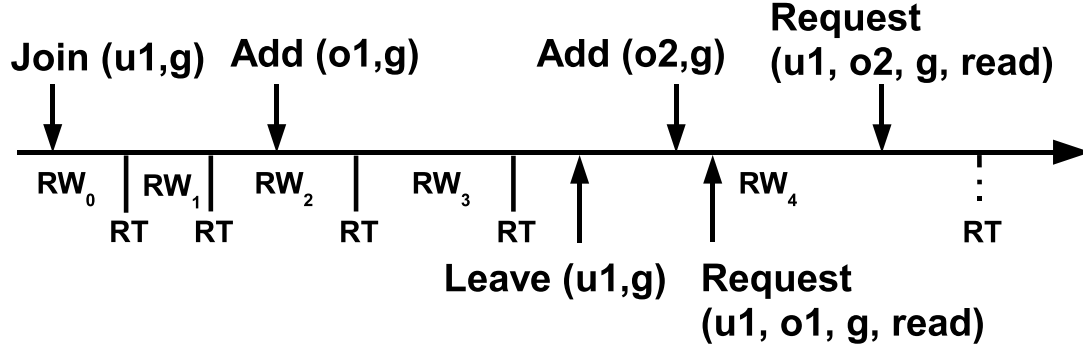 Request
(u1, o2, g, read)
Join (u1,g)
Add (o1,g)
Add (o2,g)
RW0
RW1
RW2
RW3
RW4
RT
RT
RT
RT
RT
Leave (u1,g)
Request
(u1, o1, g, read)